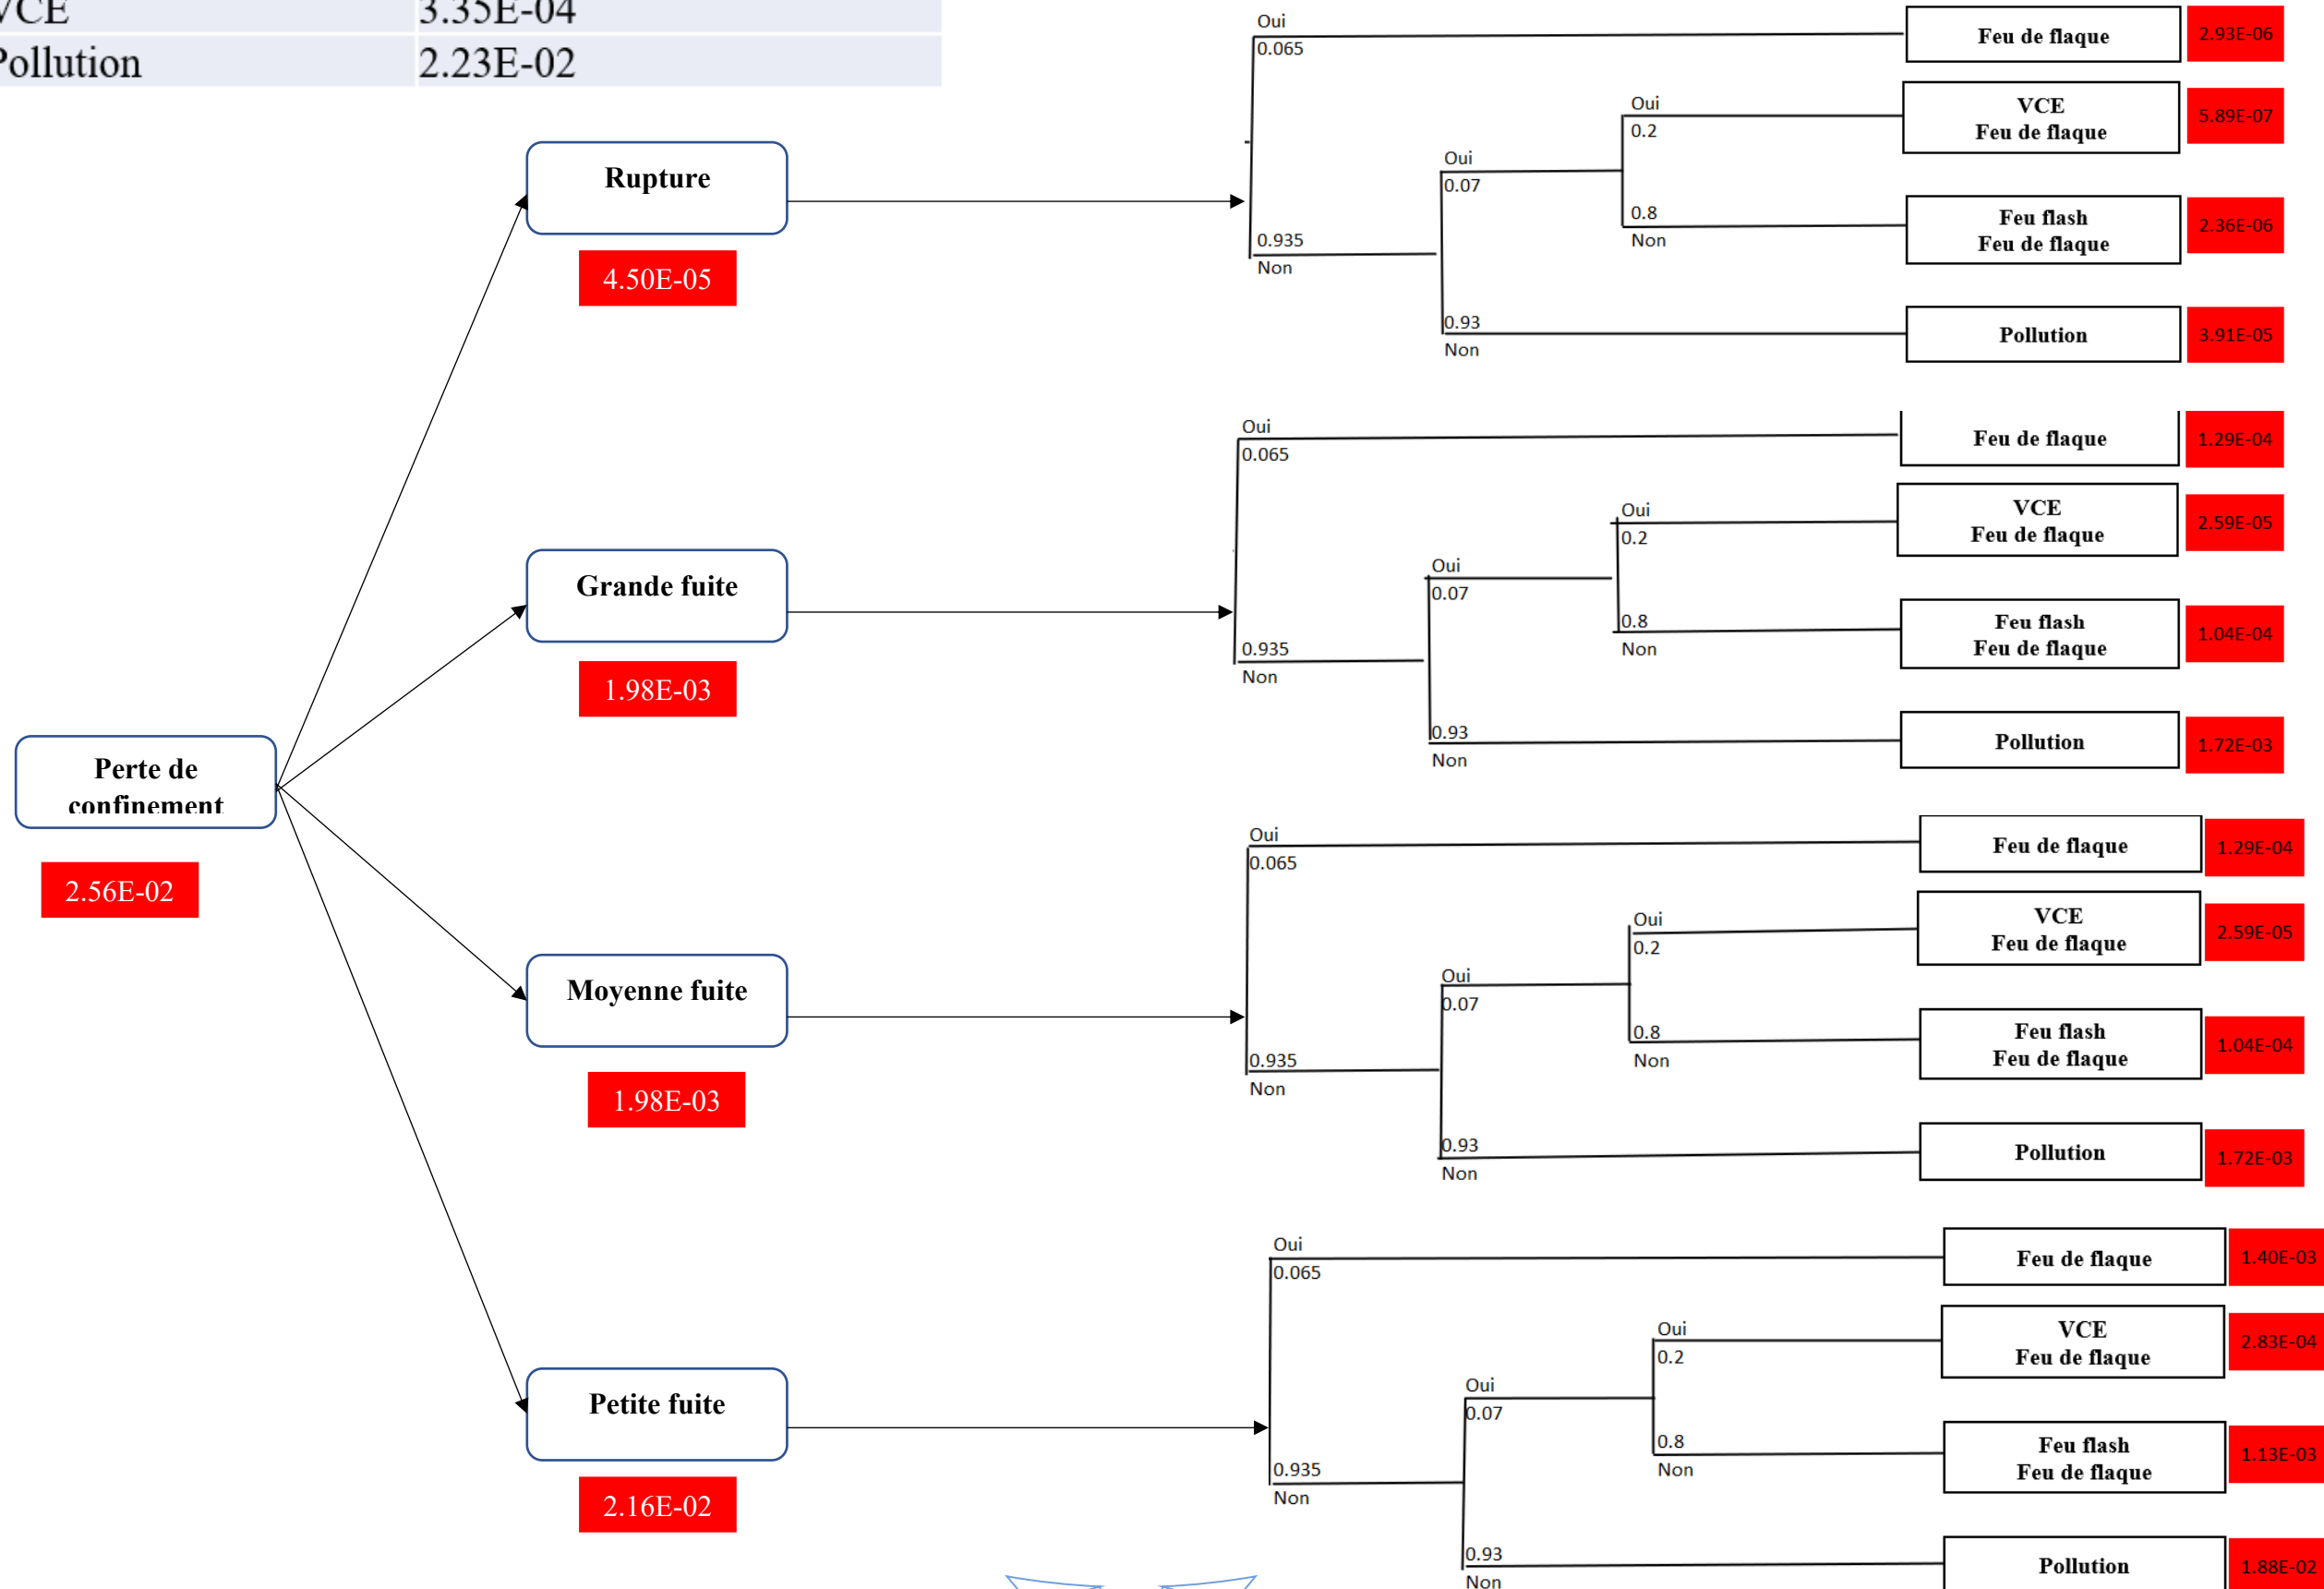 VCE 3.35E-04
Pollution 2.23E-02
Oui
0.065
Feu de flaque
2.93E-06
Oui
0.2
VCE
Feu de flaque
5.89E-07
Rupture
Oui
0.07
4.50E-05
0.8
Non
Feu flash
Feu de flaque
2.36E-06
0.935
Non
0.93
Non
Pollution
3.91E-05
Oui
0.065
Feu de flaque
1.29E-04
Oui
0.2
VCE
Feu de flaque
2.59E-05
Grande fuite
Oui
0.07
1.98E-03
0.8
Non
Feu flash
Feu de flaque
1.04E-04
0.935
Non
0.93
Non
Pollution
1.72E-03
Perte de
confinement
2.56E-02
Oui
0.065
Feu de flaque
1.29E-04
Oui
0.2
VCE
Feu de flaque
2.59E-05
Moyenne fuite
Oui
0.07
1.98E-03
0.8
Non
Feu flash
Feu de flaque
1.04E-04
0.935
Non
0.93
Non
Pollution
1.72E-03
Oui
0.065
Feu de flaque
1.40E-03
Oui
0.2
VCE
Feu de flaque
2.83E-04
Petite fuite
Oui
0.07
2.16E-02
0.8
Non
Feu flash
Feu de flaque
1.13E-03
0.935
Non
0.93
Non
Pollution
1.88E-02